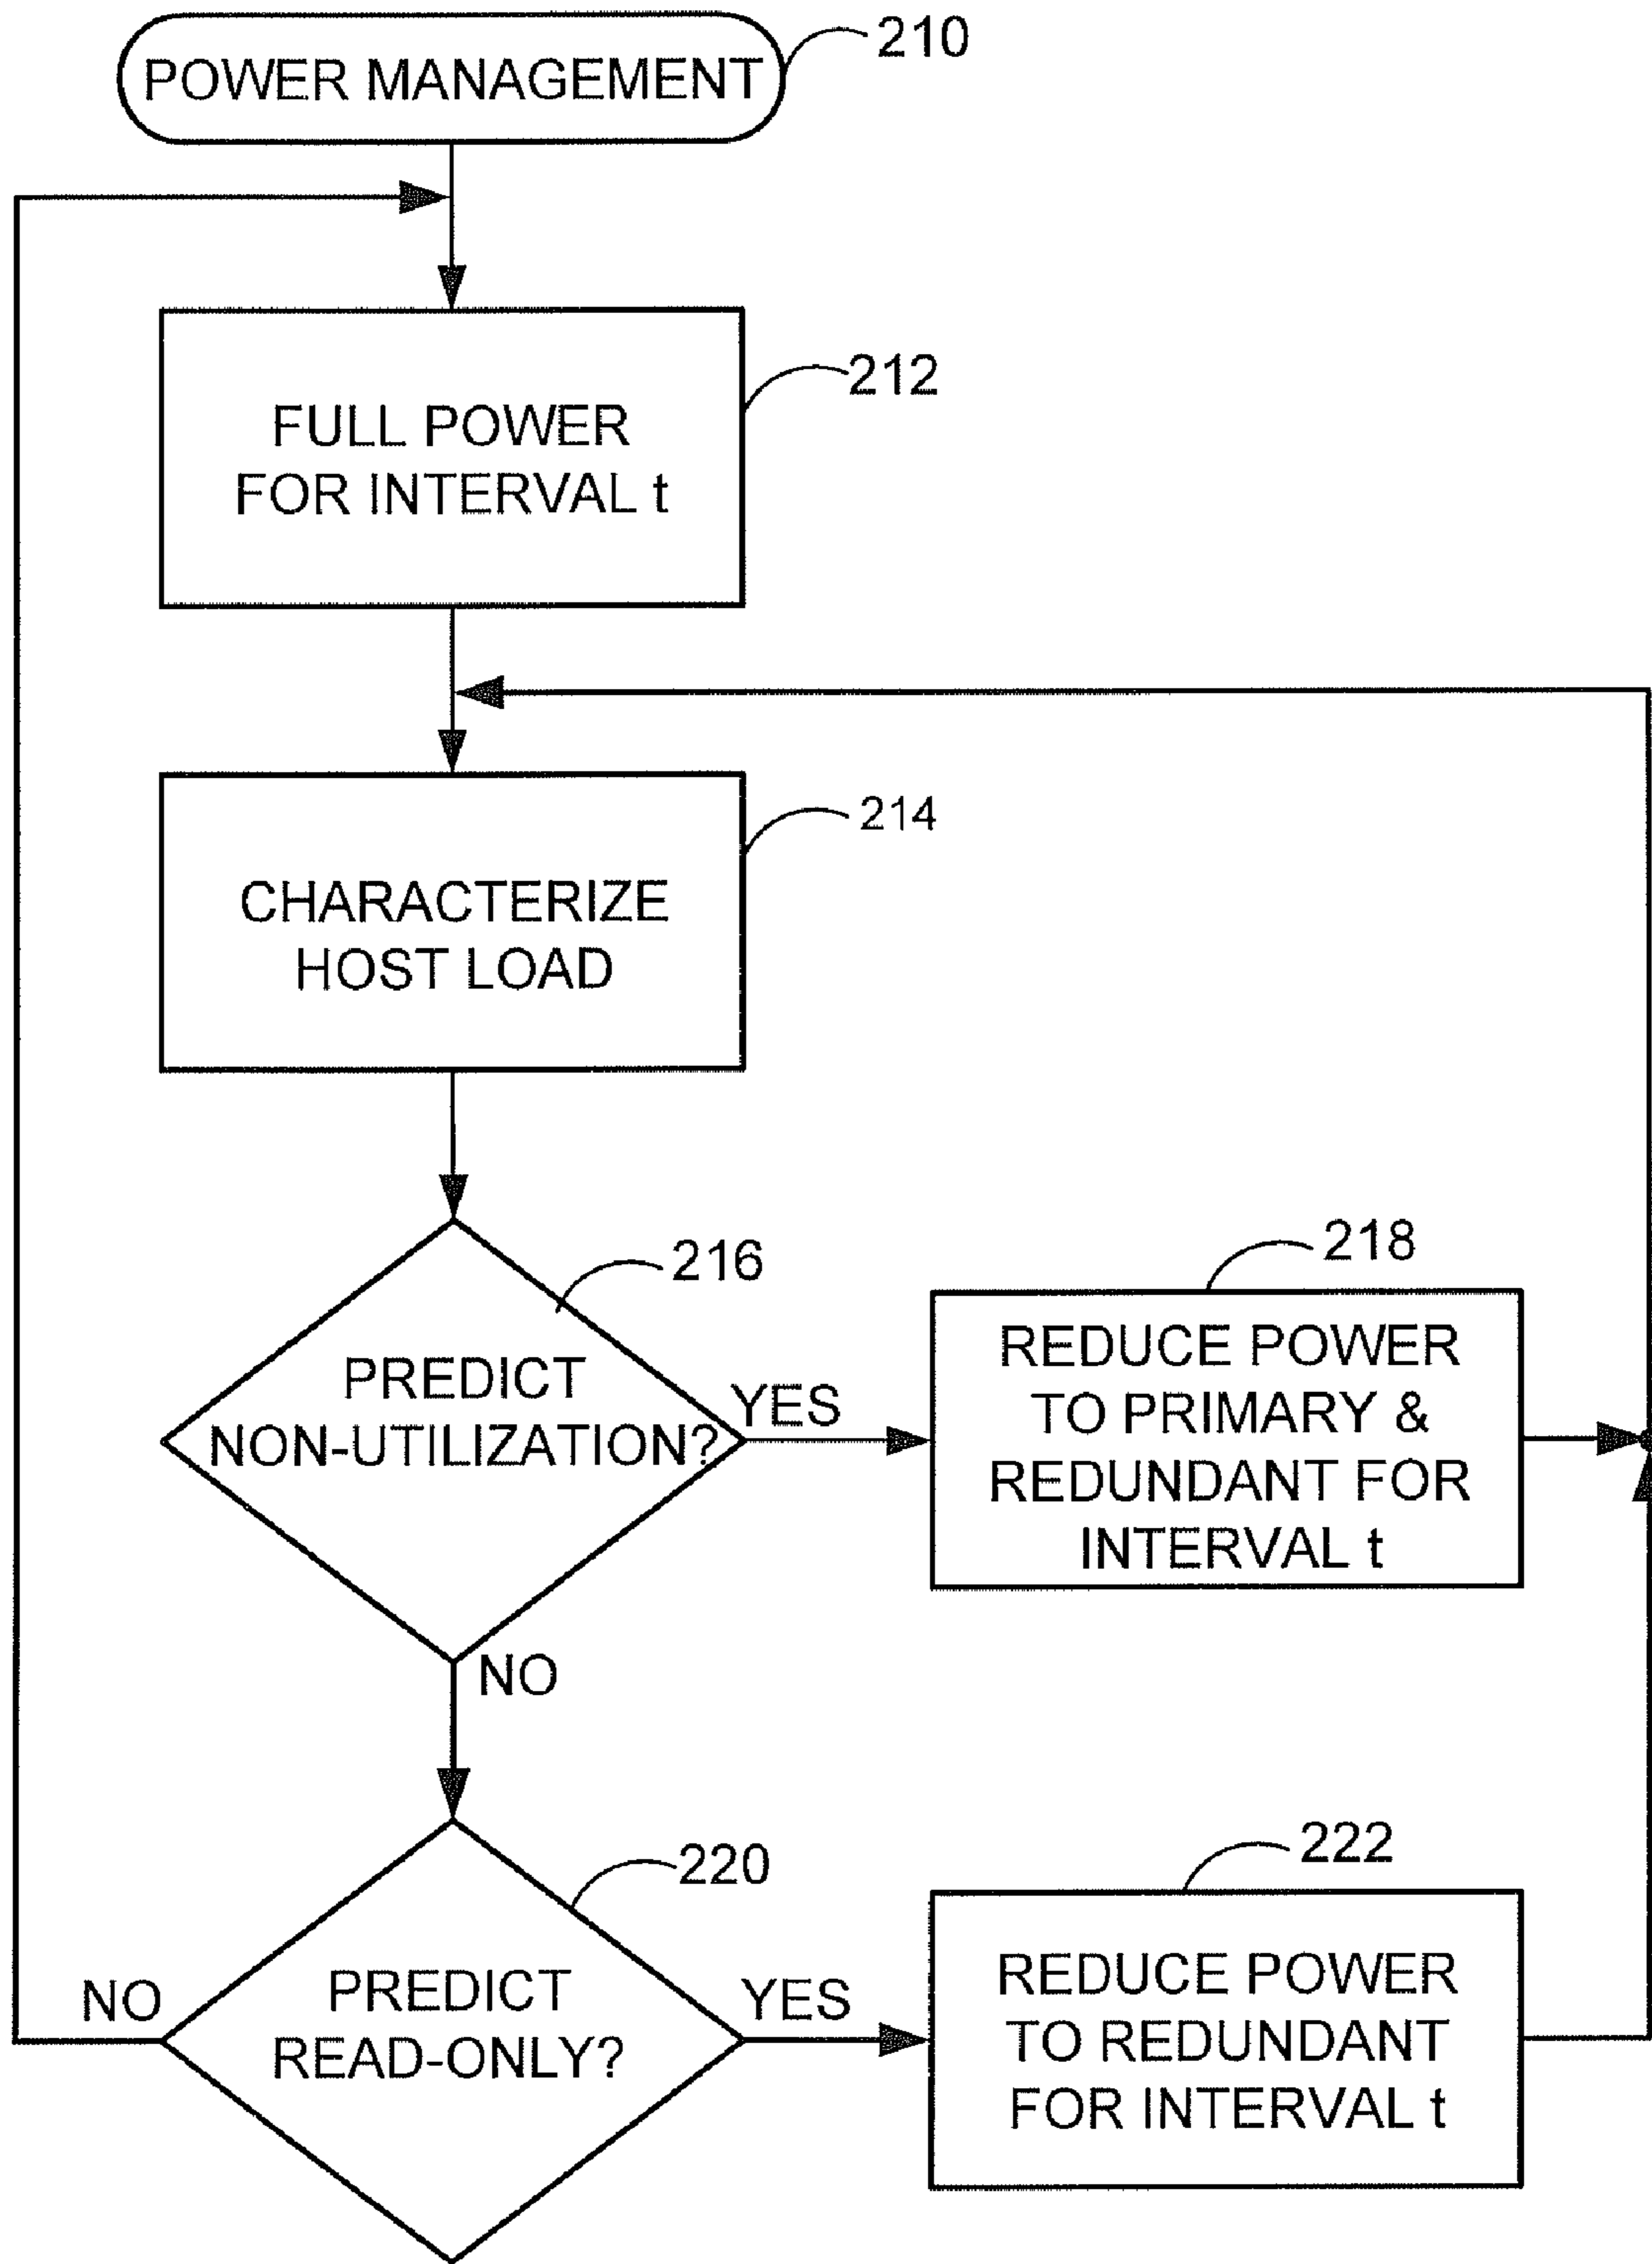 POWER MANAGEMENT
210
FULL POWER
FOR INTERVAL t
212
CHARACTERIZE
HOST LOAD
214
PREDICT
NON-UTILIZATION?
216
YES
REDUCE POWER
TO PRIMARY &
REDUNDANT FOR
INTERVAL t
218
NO
PREDICT
READ-ONLY?
220
NO
YES
REDUCE POWER
TO REDUNDANT
FOR INTERVAL t
222